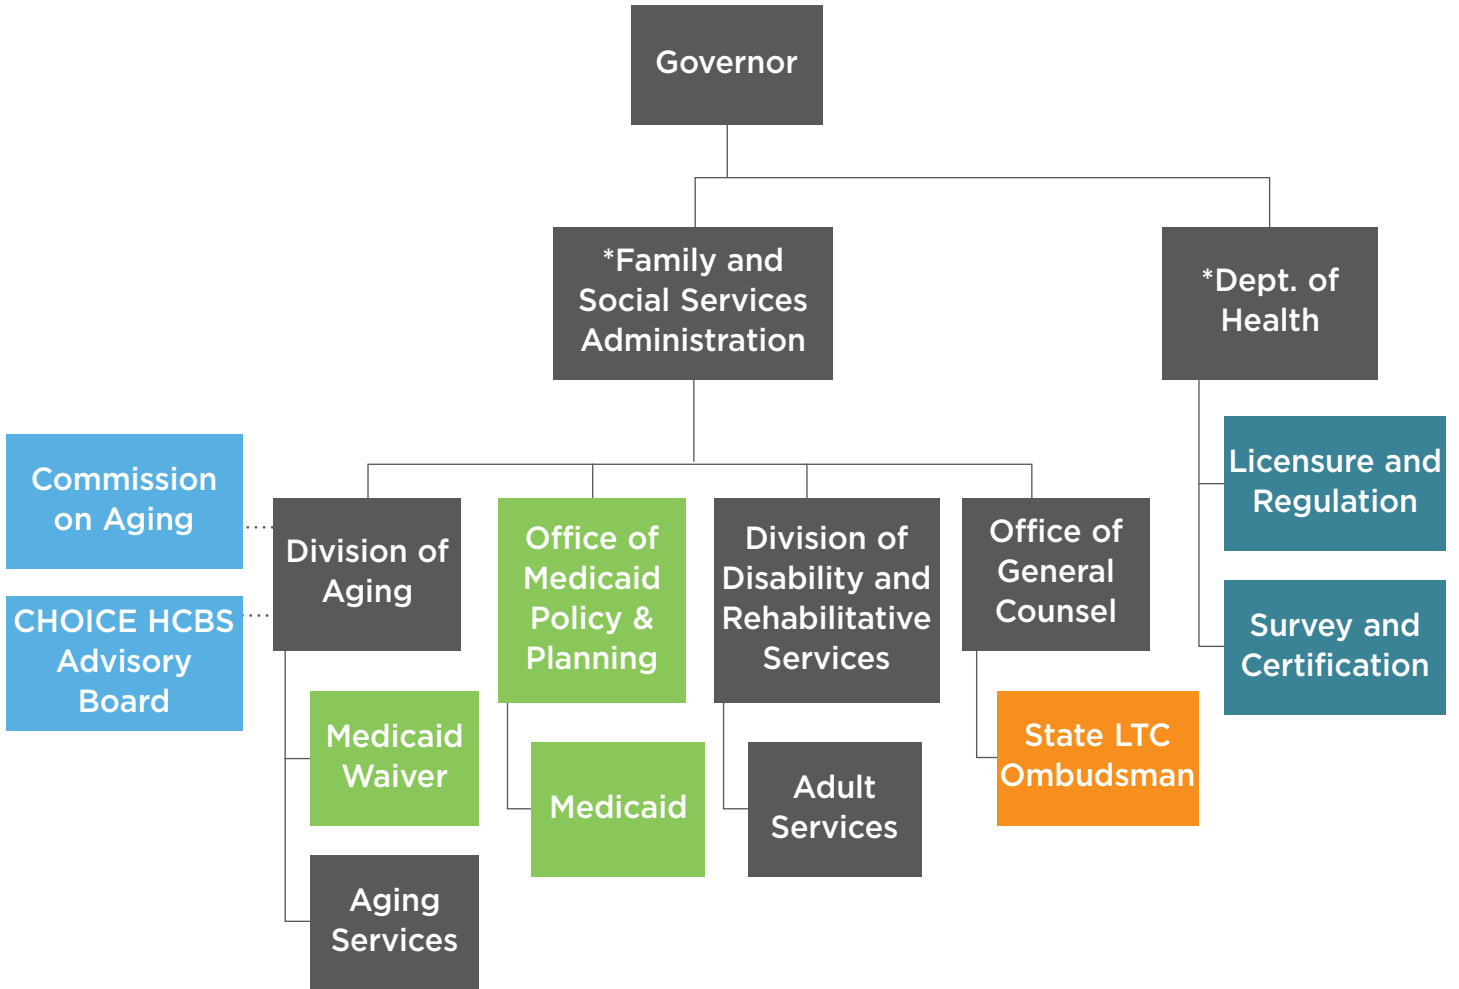 Governor
*Family and
Social Services
Administration
*Dept. of
Health
Commission
on Aging
CHOICE HCBS
Advisory
Board
Division of
Aging
Office of
Medicaid
Policy &
Planning
Division of
Disability and
Rehabilitative
Services
Office of
General
Counsel
Licensure and
Regulation
Survey and
Certification
Medicaid
Waiver
Aging
Services
Medicaid
Adult
Services
State LTC
Ombudsman